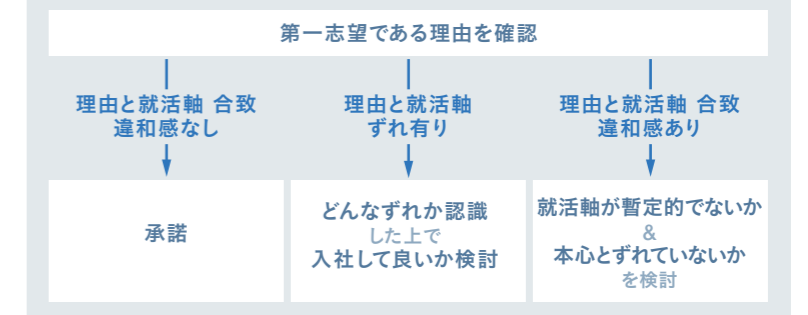 第一志望である理由を確認
理由と就活軸 合致
違和感なし
理由と就活軸
ずれ有り
理由と就活軸 合致
違和感あり
承諾
どんなずれか認識
した上で
入社して良いか検討
就活軸が暫定的でないか
&
本心とずれていないか
を検討